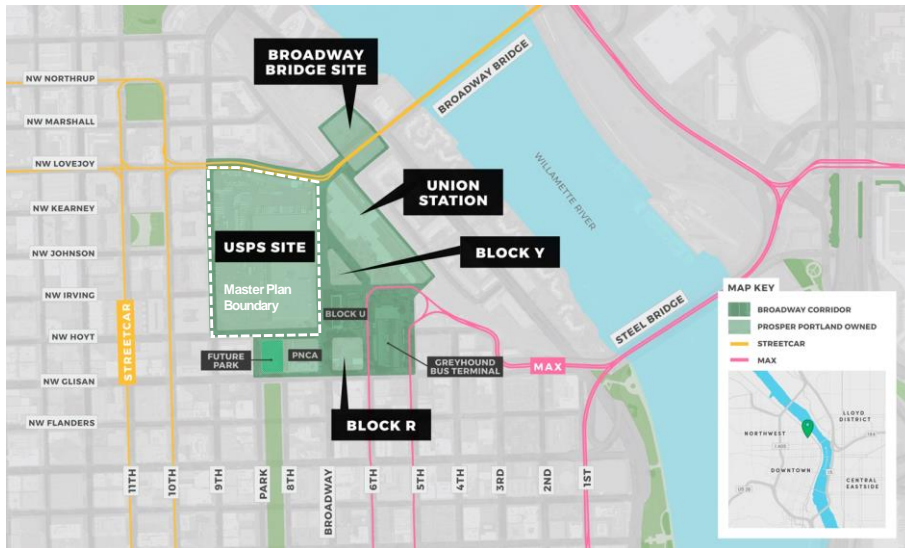 BROADWAY
BRIDGE SITE
BROADWAY BRIDGE
NW NORTHRUP
NW MARSHALL
NW LOVEJOY
NW KEARNEY
NW JOHNSON
NW IRVING
NW HOYT
NW GLISAN
NW FLANDERS
UNION
STATION
WILLAMETTE RIVER
USPS SITE
Master Plan
Boundary
BLOCK Y
BLOCK U
STREETCAR
STEEL BRIDGE
FUTURE
PARK
PNCA
GREYHOUND
BUS TERMINAL
MAX
BLOCK R
11TH
10TH
9TH
PARK
8TH
BROADWAY
6TH
5TH
4TH
3RD
2ND
1ST
MAP KEY
BROADWAY CORRIDOR
PROSPER PORTLAND OWNED
STREETCAR
MAX
NORTHWEST
LLOYD
DISTRICT
DOWNTOWN
CENTRAL
EASTSIDE